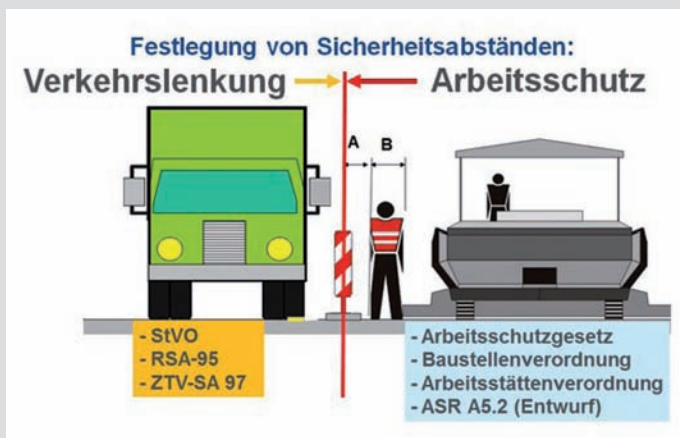 Festlegung von Sicherheitsabständen:
Verkehrslenkung
Arbeitsschutz
A
B
- StVO
- RSA-95
- ZTV-SA 97
- Arbeitsschutzgesetz
- Baustellenverordnung
- Arbeitsstättenverordnung
- ASR A5.2 (Entwurf)